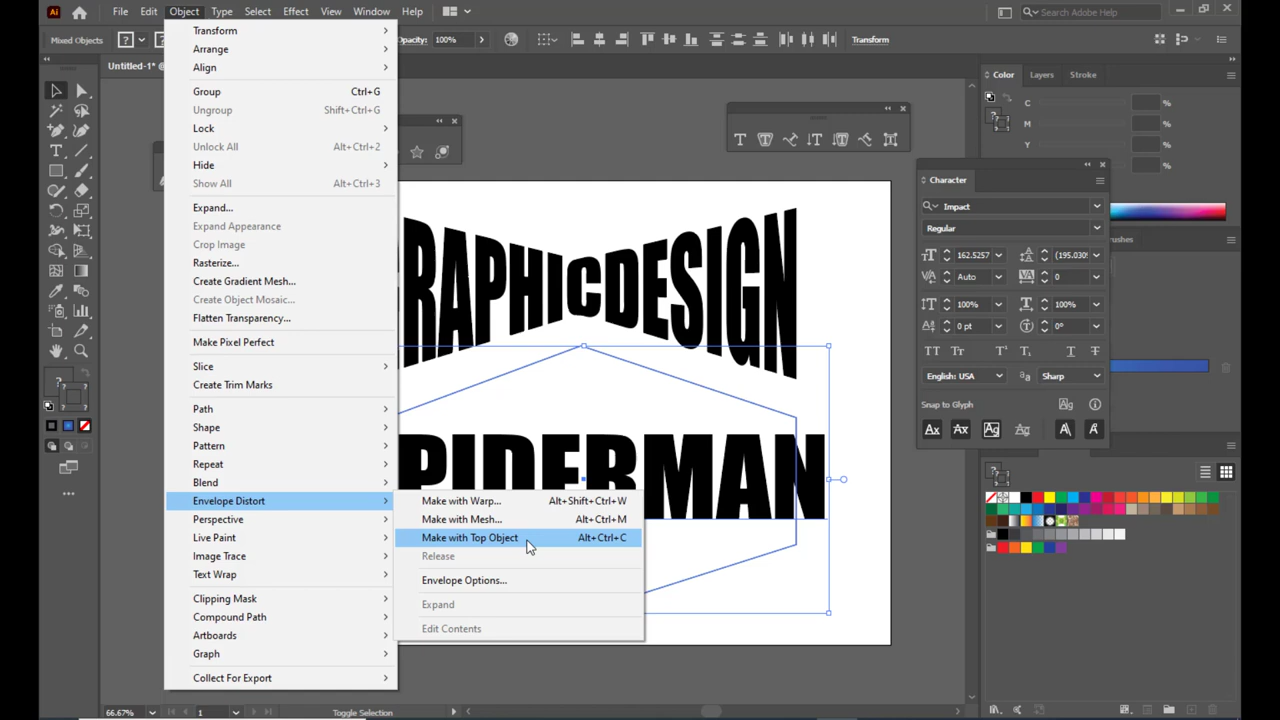 Ai File Edit Object Type Select Effect View Window Help Search Adobe Help
Mixed Objects Opacity: 100% Transform
Untitled-1*
Transform
Arrange
Align
Group Ctrl+G
Ungroup Shift+Ctrl+G
Lock
Unlock All Alt+Ctrl+2
Hide
Show All Alt+Ctrl+3
Expand...
Expand Appearance
Crop Image
Rasterize...
Create Gradient Mesh...
Create Object Mosaic...
Flatten Transparency...
Make Pixel Perfect
Slice
Create Trim Marks
Path
Shape
Pattern
Repeat
Blend
Envelope Distort
Perspective
Live Paint
Image Trace
Text Wrap
Clipping Mask
Compound Path
Artboards
Graph
Collect For Export
Make with Warp... Alt+Shift+Ctrl+W
Make with Mesh... Alt+Ctrl+M
Make with Top Object Alt+Ctrl+C
Release
Envelope Options...
Expand
Edit Contents
RAPHICDESIGN
PIDERMAN
Color Layers Stroke
C %
M %
Y %
%
Character
Impact
Regular
162.5257 (195.030
Auto 0
100% 100%
0 pt 0°
English: USA Sharp
Snap to Glyph
rushes
66.67% 1 Toggle Selection